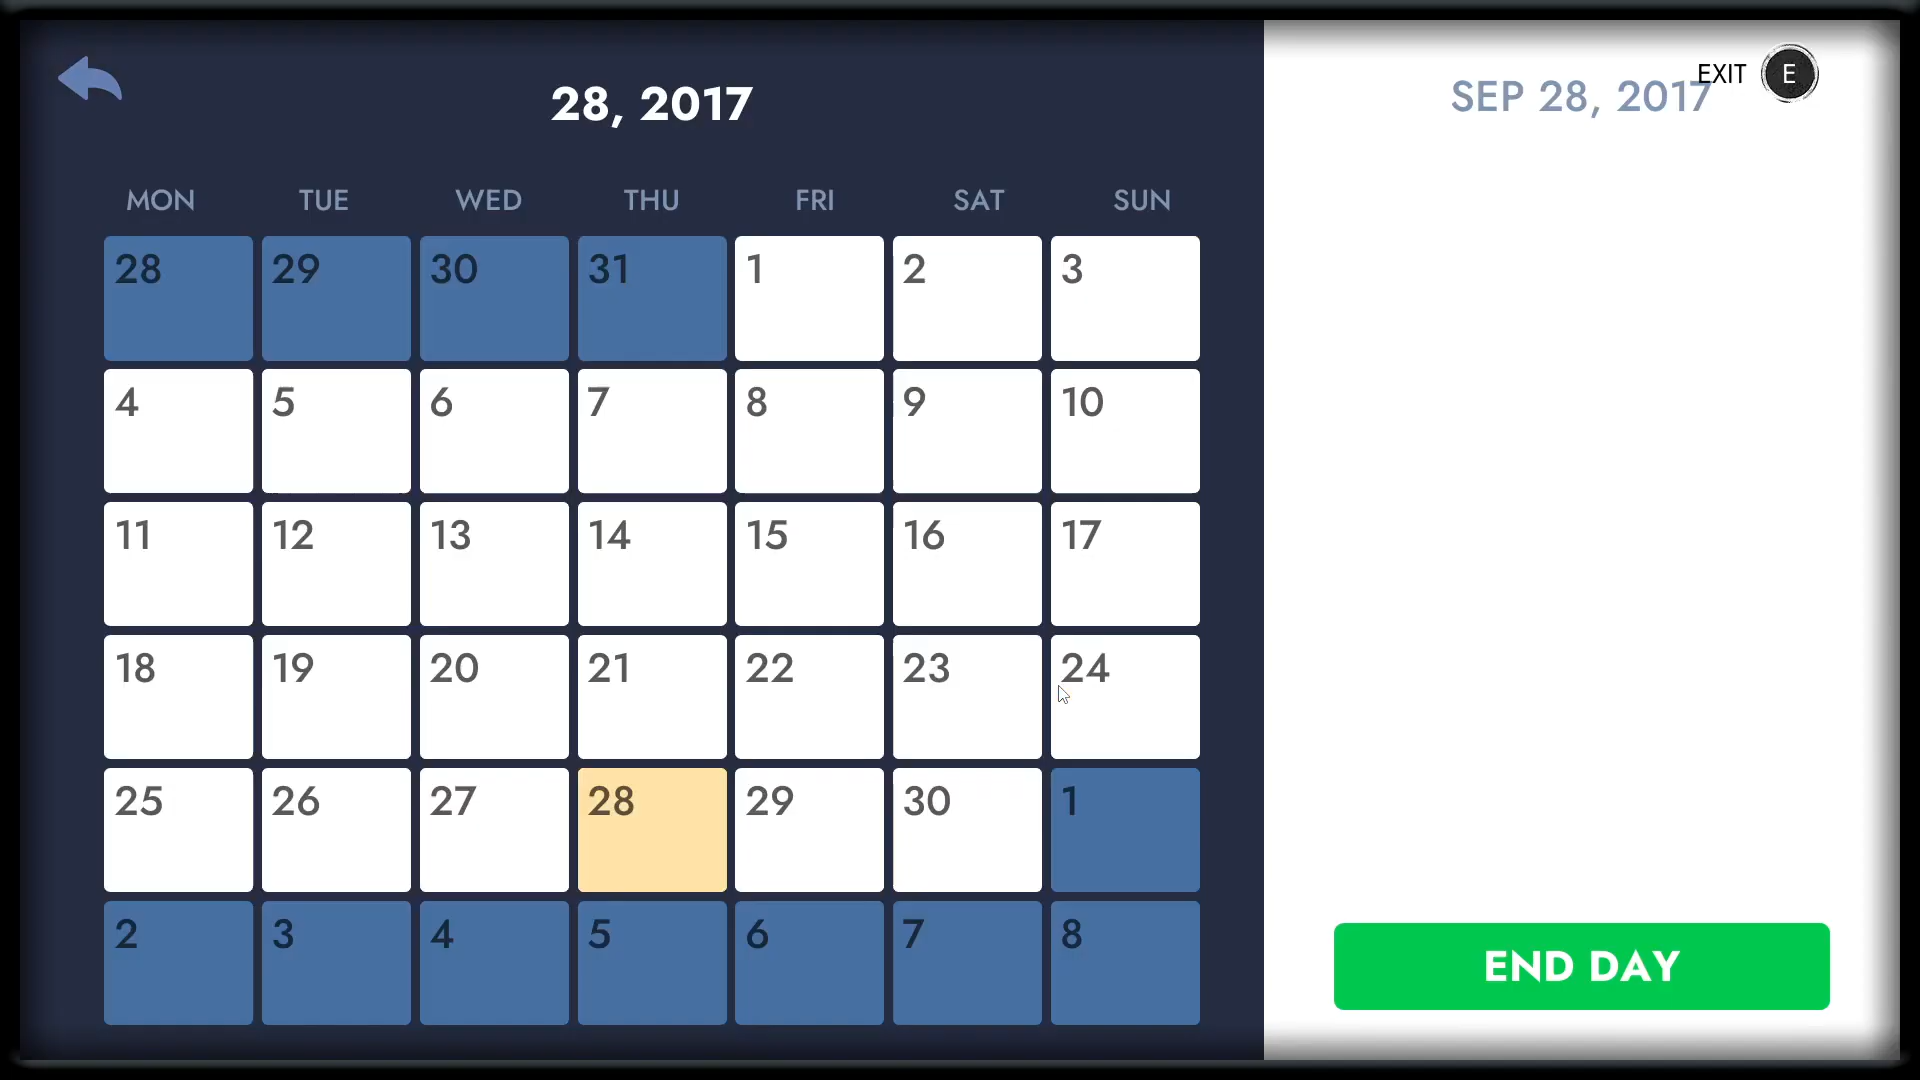 28, 2017
EXIT E
SEP 28, 2017
MON TUE WED THU FRI SAT SUN
28 29 30 31 1 2 3
4 5 6 7 8 9 10
11 12 13 14 15 16 17
18 19 20 21 22 23 24
25 26 27 28 29 30 1
2 3 4 5 6 7 8
END DAY